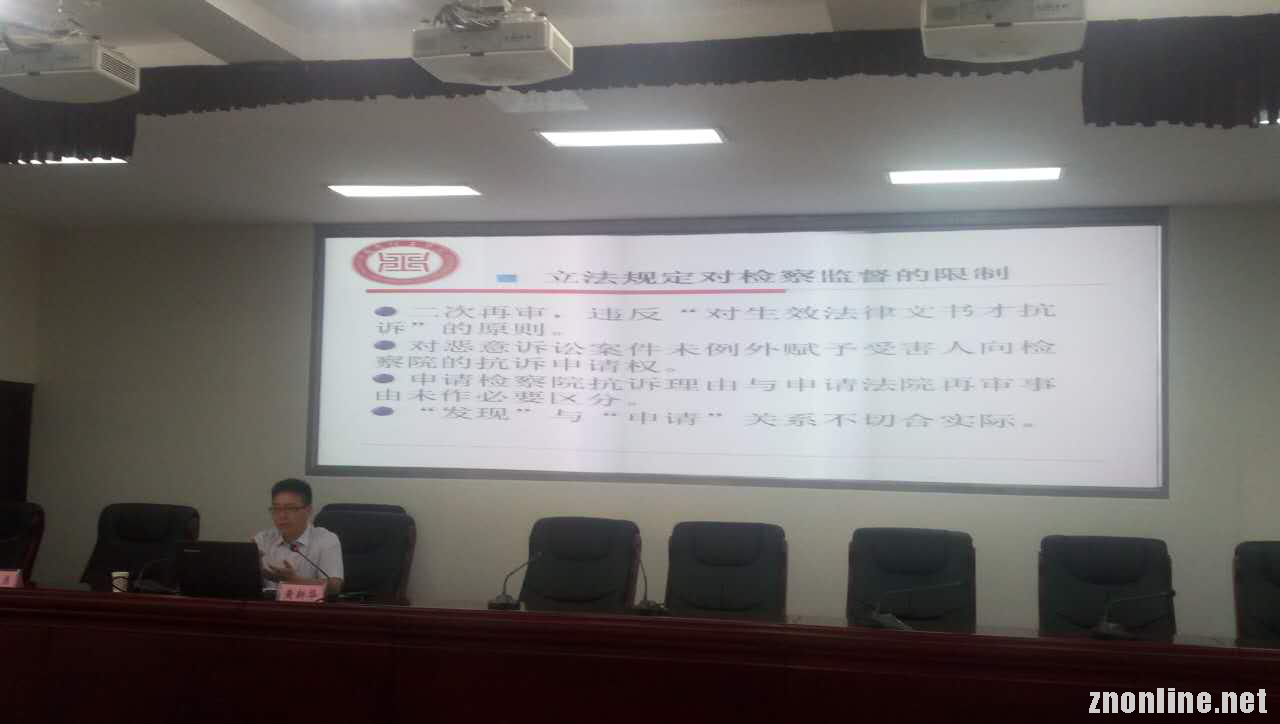 立法规定对检察监督的限制
二次再审，违反“对生效法律文书才抗
诉”的原则。
对恶意诉讼案件未例外赋予受害人向检
察院的抗诉申请权。
申请检察院抗诉理由与申请法院再审事
由未作必要区分。
“发现”与“申请”关系不切合实际。
znonline.net